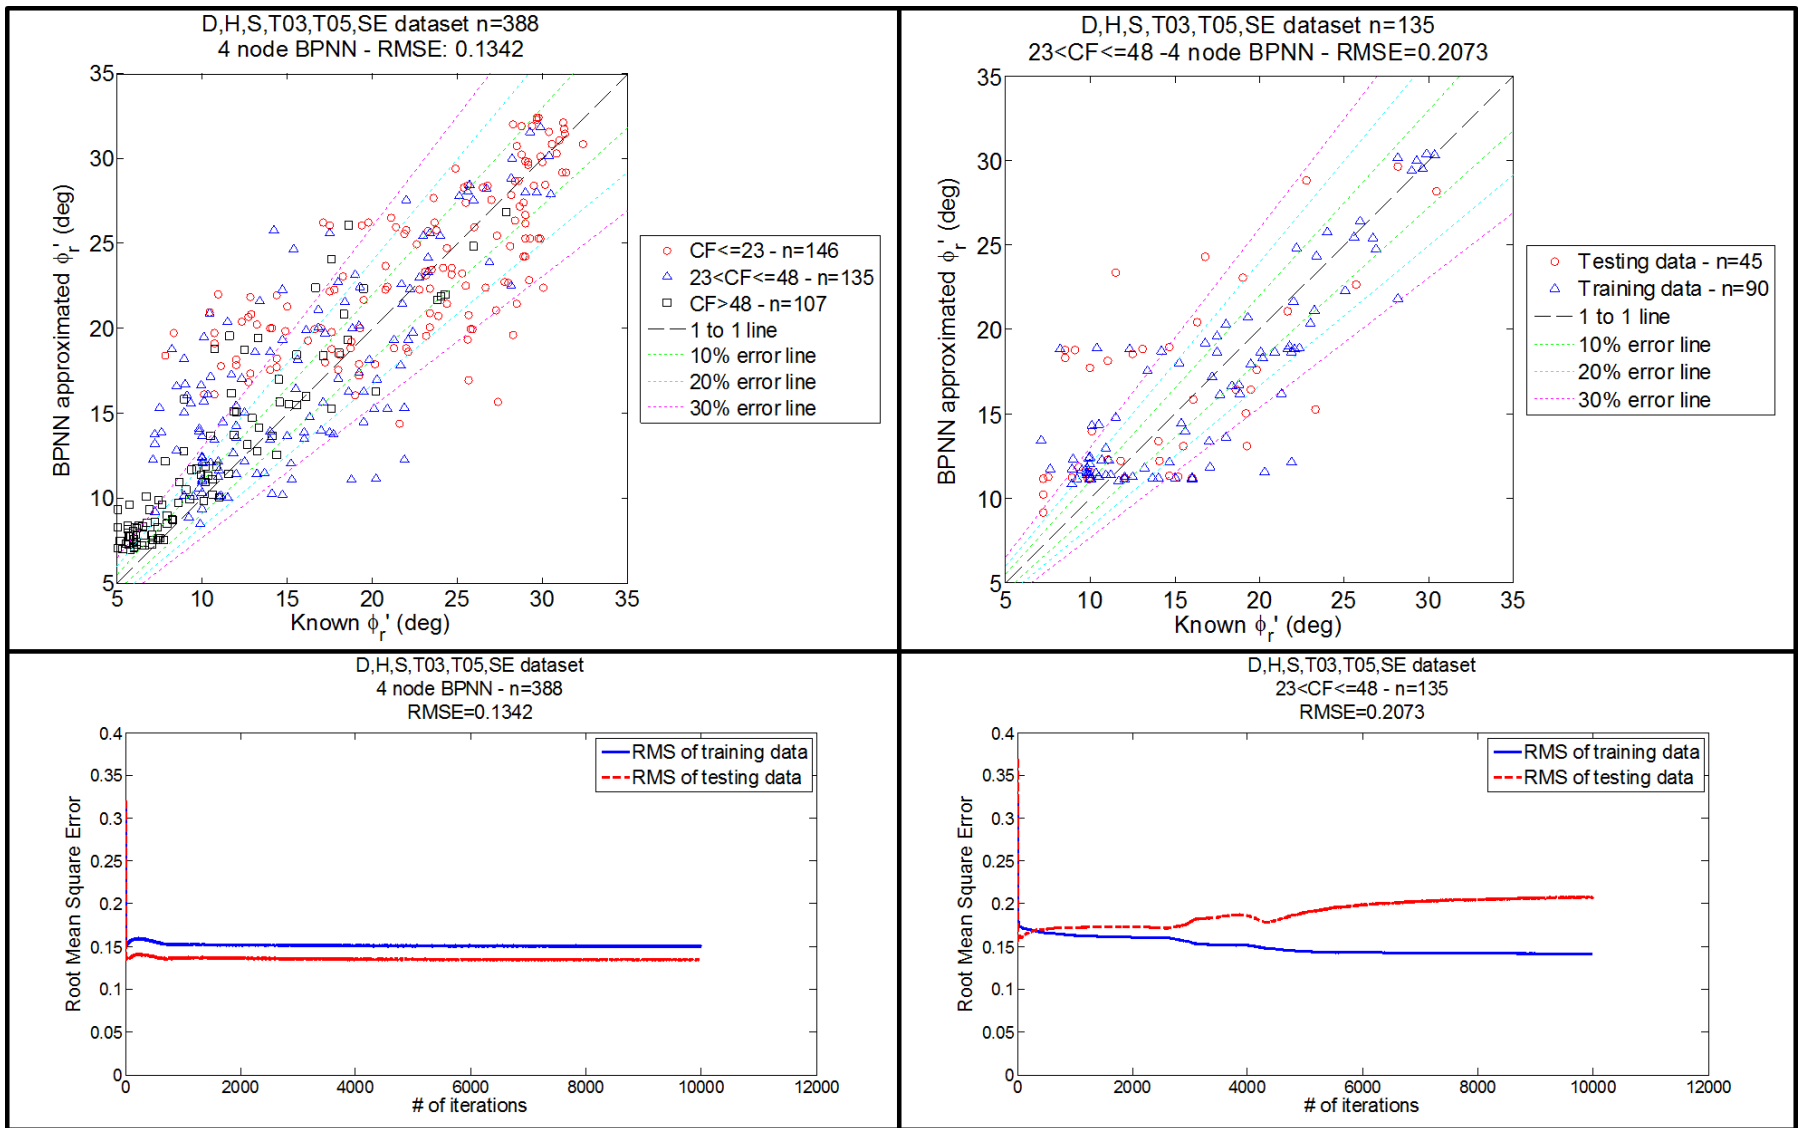 D,H,S,T03,T05,SE dataset n=388
4 node BPNN - RMSE: 0.1342
35
30
25
20
15
10
5
BPNN approximated ϕr' (deg)
5 10 15 20 25 30 35
Known ϕr' (deg)
CF<=23 - n=146
23<CF<=48 - n=135
CF>48 - n=107
1 to 1 line
10% error line
20% error line
30% error line
D,H,S,T03,T05,SE dataset n=135
23<CF<=48 -4 node BPNN - RMSE=0.2073
35
30
25
20
15
10
5
BPNN approximated ϕr' (deg)
5 10 15 20 25 30 35
Known ϕr' (deg)
Testing data - n=45
Training data - n=90
1 to 1 line
10% error line
20% error line
30% error line
D,H,S,T03,T05,SE dataset
4 node BPNN - n=388
RMSE=0.1342
0.4
0.35
0.3
0.25
0.2
0.15
0.1
0.05
0
Root Mean Square Error
RMS of training data
RMS of testing data
0 2000 4000 6000 8000 10000 12000
# of iterations
D,H,S,T03,T05,SE dataset
23<CF<=48 - n=135
RMSE=0.2073
0.4
0.35
0.3
0.25
0.2
0.15
0.1
0.05
0
Root Mean Square Error
RMS of training data
RMS of testing data
0 2000 4000 6000 8000 10000 12000
# of iterations